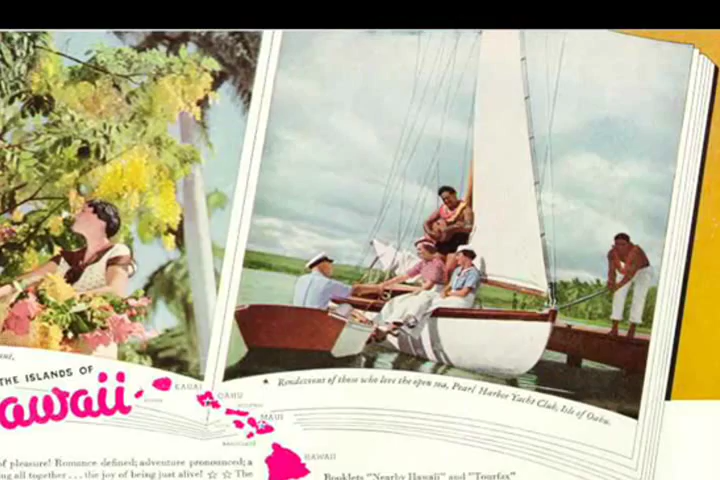 Rendezvous of those who love the open sea, Pearl Harbor Yacht Club, Isle of Oahu.
THE ISLANDS OF
awaii
KAUAI
OAHU
MAUI
HAWAII
of pleasure! Romance defined; adventure pronounced; a
ing all together . . . the joy of being just alive! ☆ ☆ The
Booklets "Nearby Hawaii" and "Tourfax"